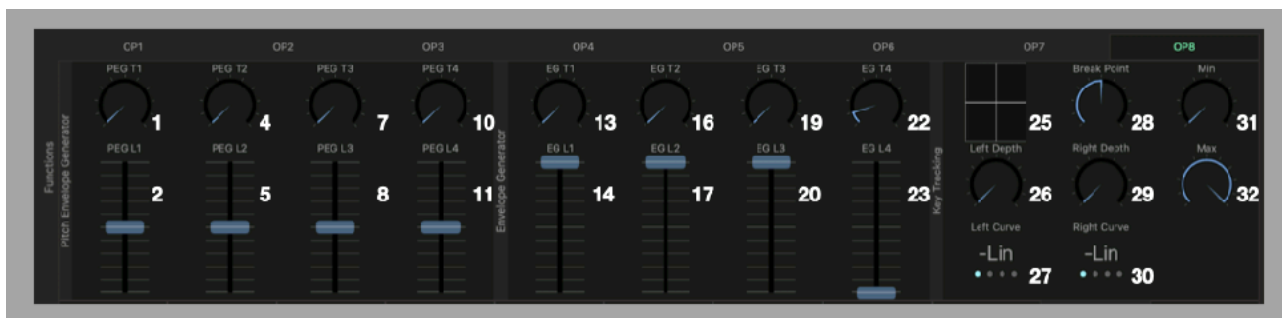 OP1 OP2 OP3 OP4 OP5 OP6 OP7 OP8
PEG T1 PEG T2 PEG T3 PEG T4 EG T1 EG T2 EG T3 EG T4 Break Point Min
1 4 7 10 13 16 19 22 25 28 31
PEG L1 PEG L2 PEG L3 PEG L4 EG L1 EG L2 EG L3 EG L4 Left Depth Right Depth Max
2 5 8 11 14 17 20 23 26 29 32
Left Curve Right Curve
-Lin -Lin
27 30
Functions
Pitch Envelope Generator
Envelope Generator
Key Tracking